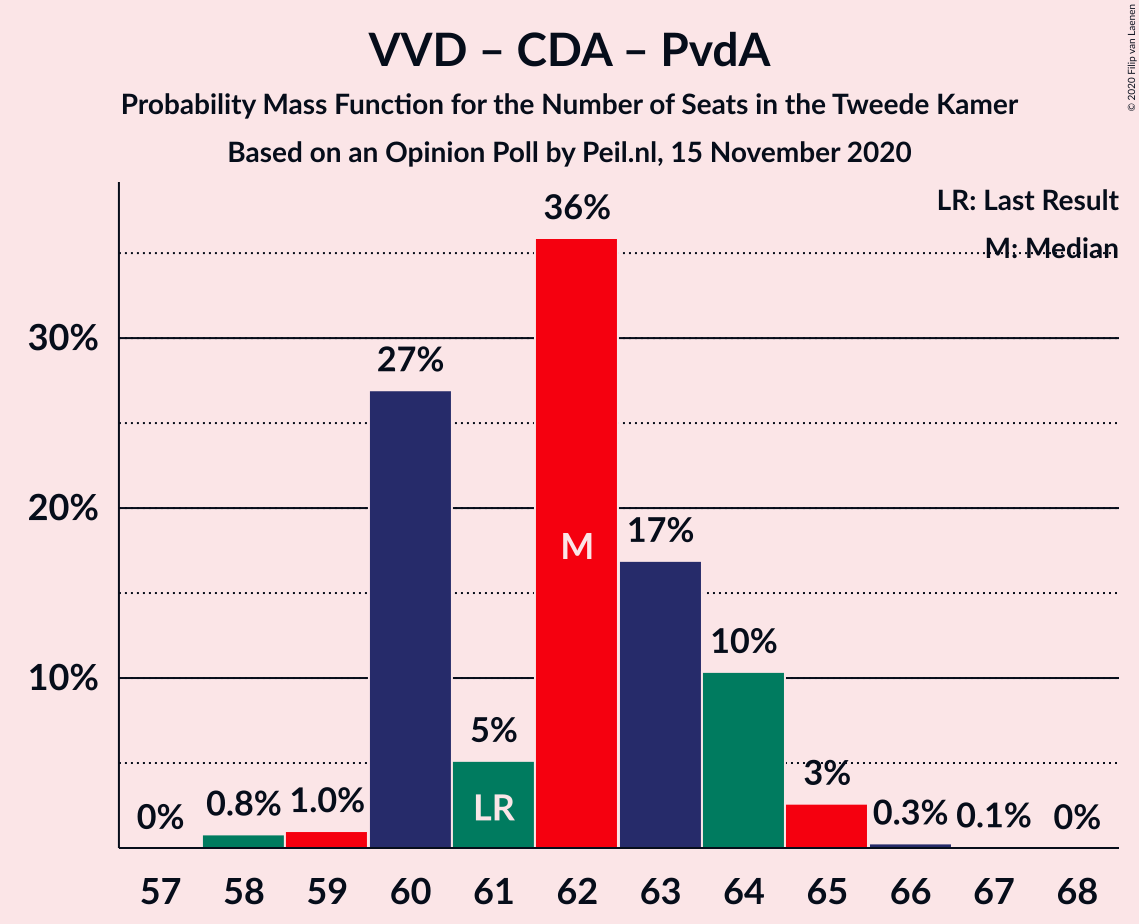 VVD – CDA – PvdA
Probability Mass Function for the Number of Seats in the Tweede Kamer
Based on an Opinion Poll by Peil.nl, 15 November 2020
© 2020 Filip van Laenen
LR: Last Result
M: Median
30%
20%
10%
0%
0.8%
1.0%
27%
5%
36%
17%
10%
3%
0.3%
0.1%
0%
LR
M
57 58 59 60 61 62 63 64 65 66 67 68